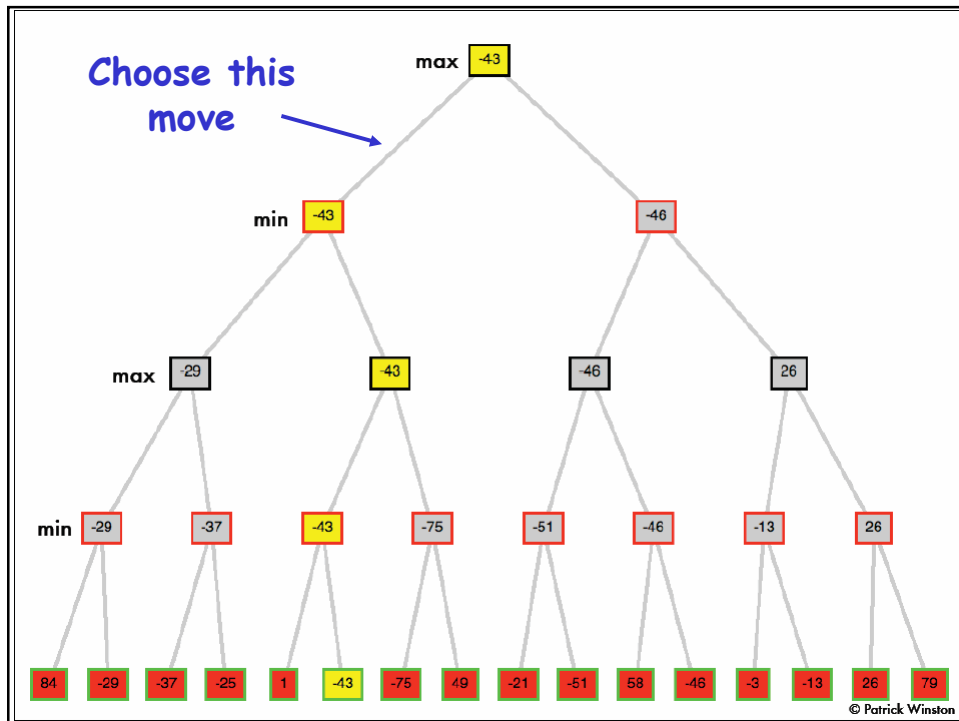 max -43
Choose this
move
min -43 -46
max -29 -43 -46 26
min -29 -37 -43 -75 -51 -46 -13 26
84 -29 -37 -25 1 -43 -75 49 -21 -51 58 -46 -3 -13 26 79
© Patrick Winston